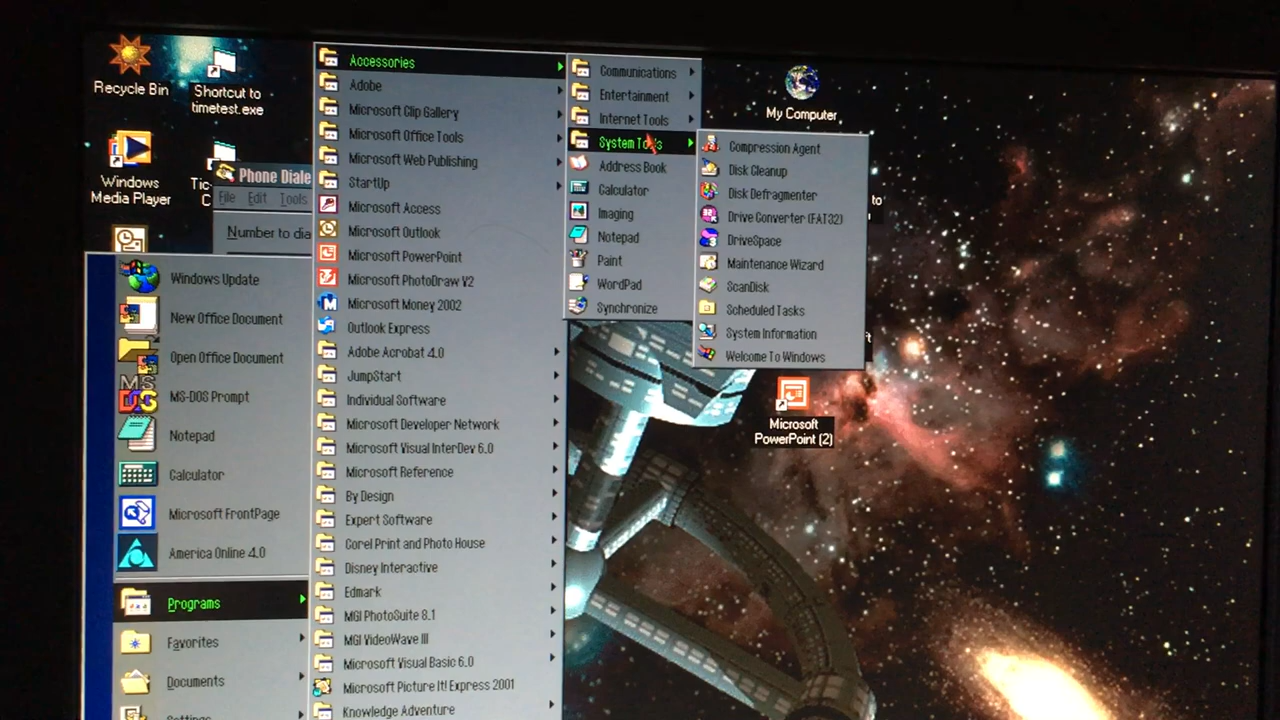 Recycle Bin
Shortcut to
timetest.exe
Windows
Media Player
Tic-
C
Phone Diale
File Edit Tools
Number to dia
My Computer
to
Microsoft
PowerPoint (2)
Windows Update
New Office Document
Open Office Document
MS-DOS Prompt
Notepad
Calculator
Microsoft FrontPage
America Online 4.0
Programs
Favorites
Documents
Settings
Accessories
Adobe
Microsoft Clip Gallery
Microsoft Office Tools
Microsoft Web Publishing
StartUp
Microsoft Access
Microsoft Outlook
Microsoft PowerPoint
Microsoft PhotoDraw V2
Microsoft Money 2002
Outlook Express
Adobe Acrobat 4.0
JumpStart
Individual Software
Microsoft Developer Network
Microsoft Visual InterDev 6.0
Microsoft Reference
By Design
Expert Software
Corel Print and Photo House
Disney Interactive
Edmark
MGI PhotoSuite 8.1
MGI VideoWave III
Microsoft Visual Basic 6.0
Microsoft Picture It! Express 2001
Knowledge Adventure
Communications
Entertainment
Internet Tools
System Tools
Address Book
Calculator
Imaging
Notepad
Paint
WordPad
Synchronize
Compression Agent
Disk Cleanup
Disk Defragmenter
Drive Converter (FAT32)
DriveSpace
Maintenance Wizard
ScanDisk
Scheduled Tasks
System Information
Welcome To Windows